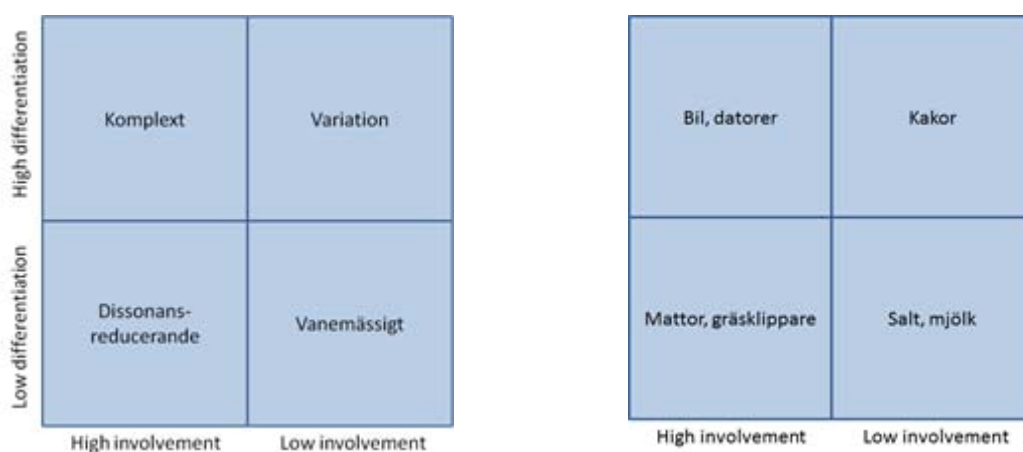 High differentiation
Komplext
Variation
Low differentiation
Dissonans-
reducerande
Vanemässigt
High involvement
Low involvement
Bil, datorer
Kakor
Mattor, gräsklippare
Salt, mjölk
High involvement
Low involvement